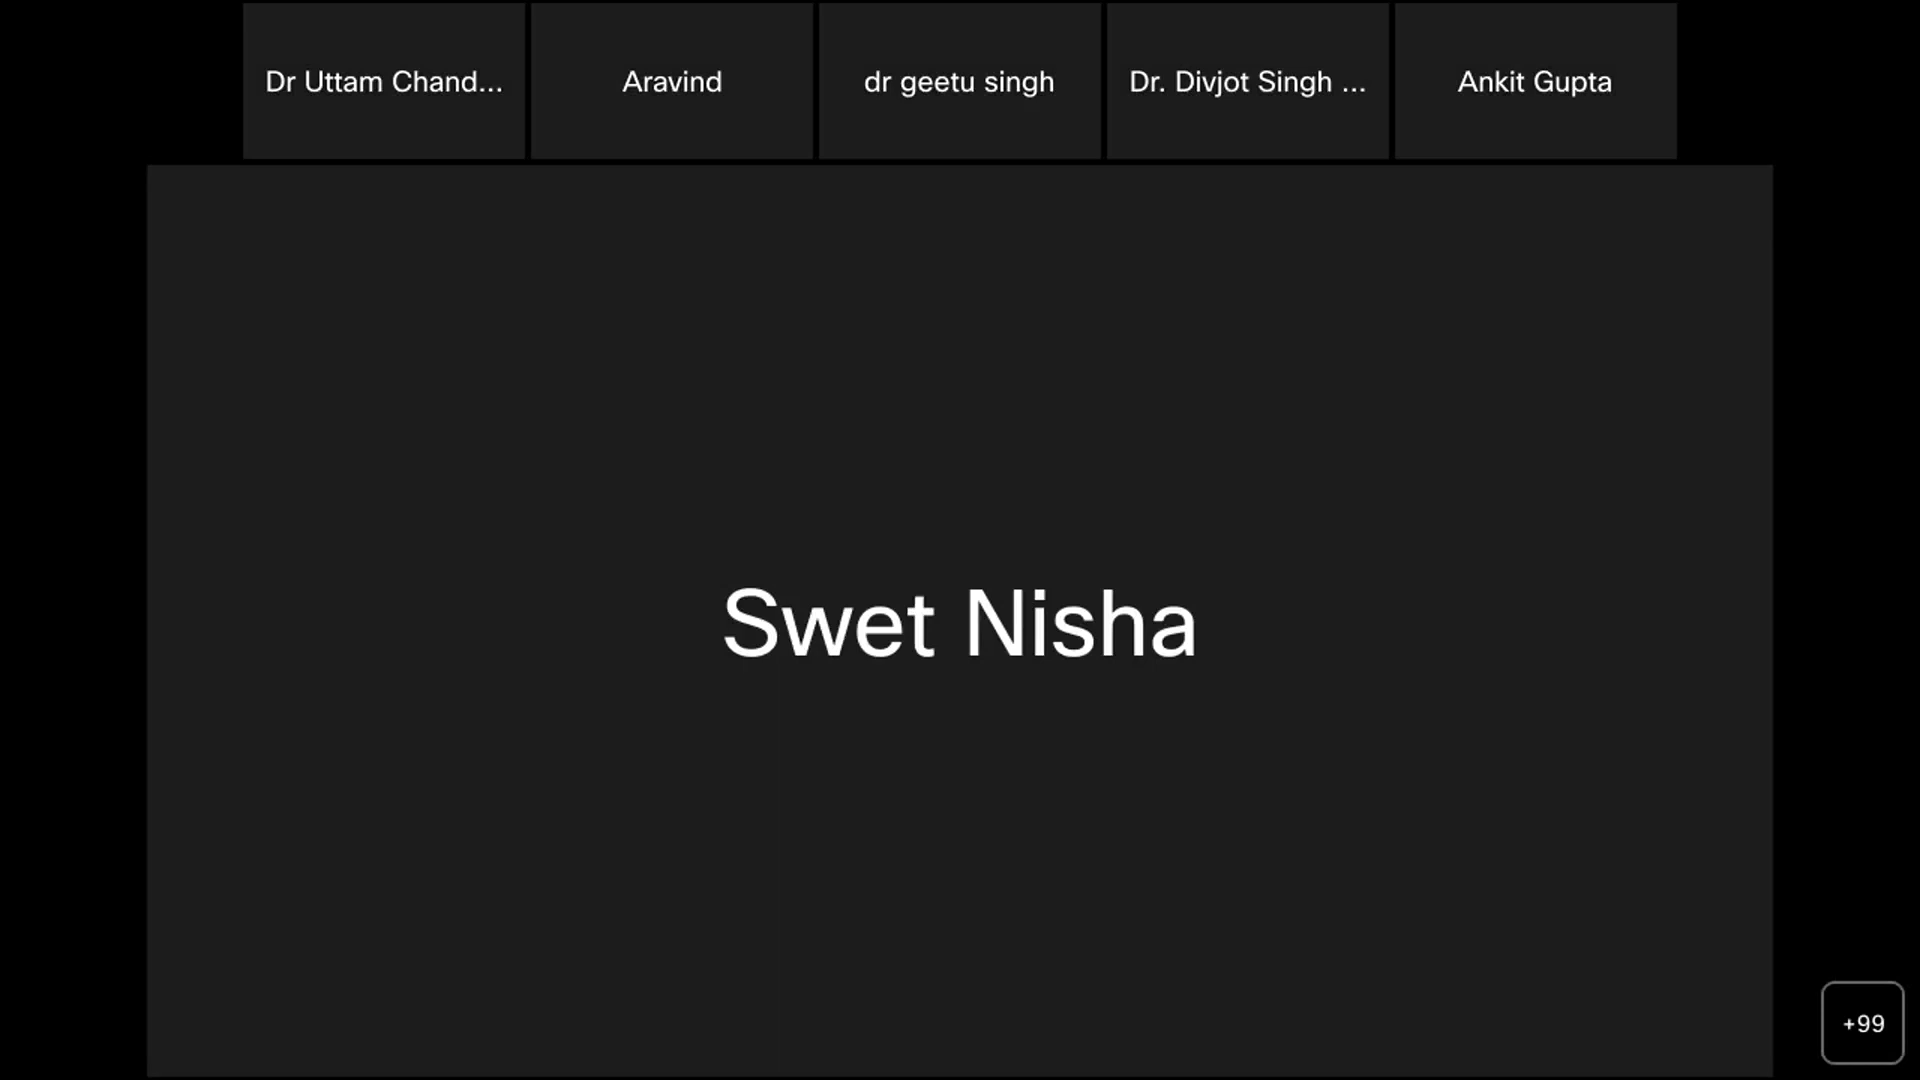 Dr Uttam Chand...
Aravind
dr geetu singh
Dr. Divjot Singh ...
Ankit Gupta
Swet Nisha
+99